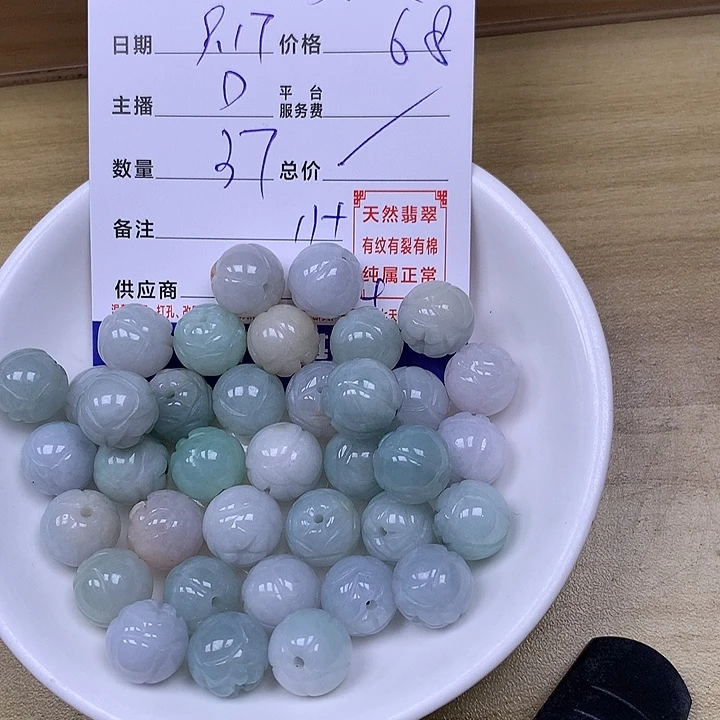 日期 9.17 价格 68
主播 D 平台服务费 /
数量 37 总价
备注 11+
天然翡翠
有纹有裂有棉
纯属正常
供应商